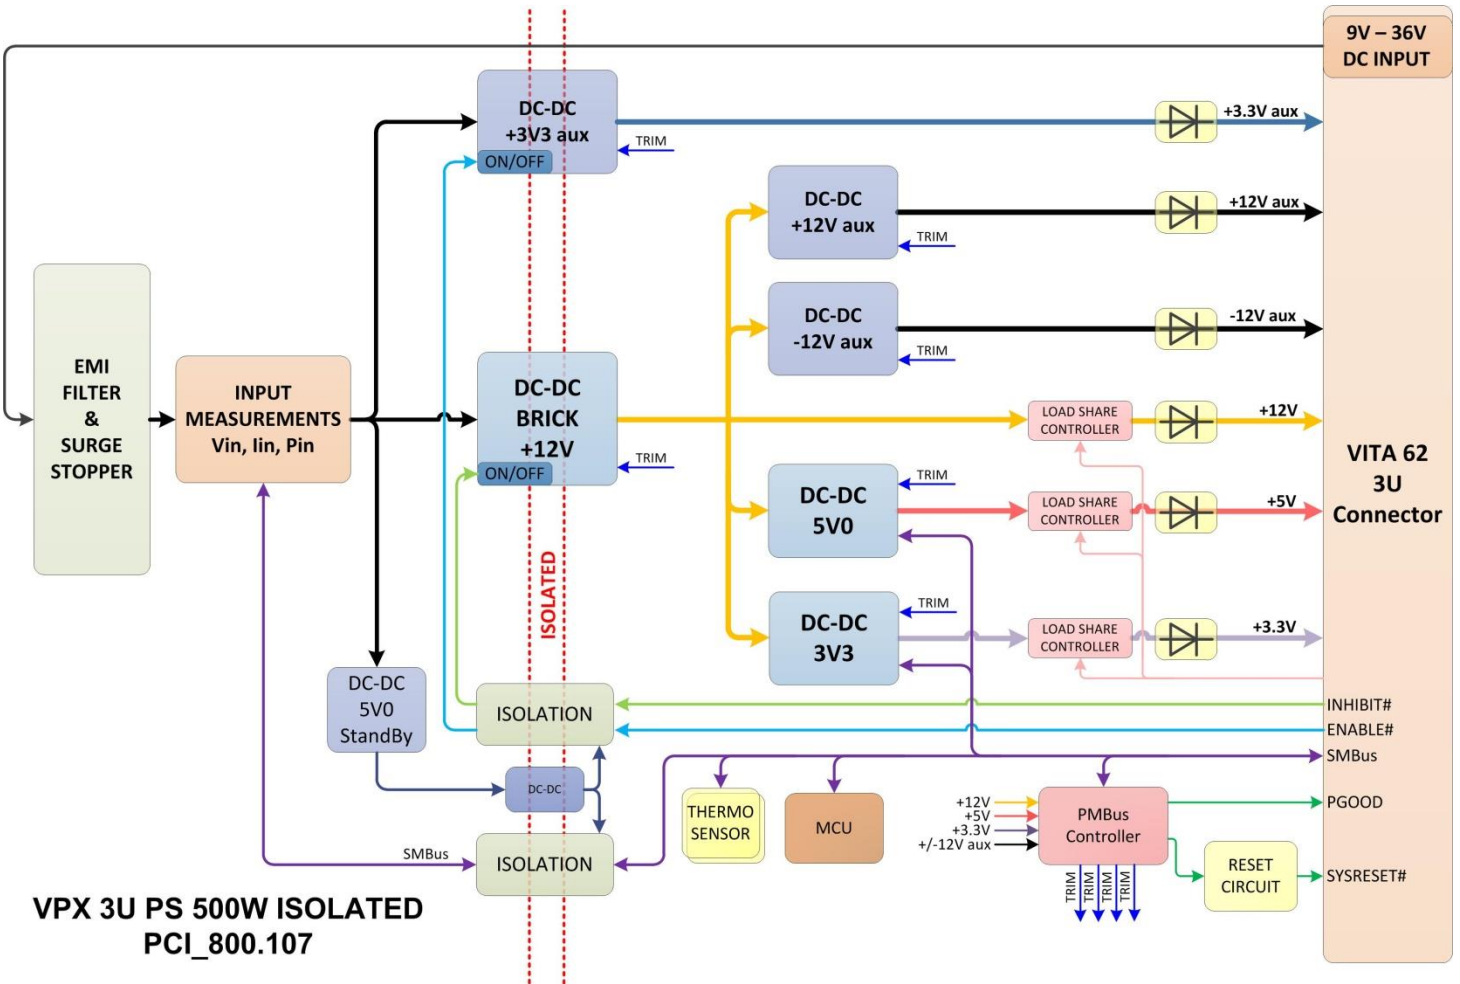 9V – 36V
DC INPUT
DC-DC
+3V3 aux
ON/OFF
TRIM
+3.3V aux
DC-DC
+12V aux
TRIM
+12V aux
DC-DC
-12V aux
TRIM
-12V aux
EMI
FILTER
&
SURGE
STOPPER
INPUT
MEASUREMENTS
Vin, Iin, Pin
DC-DC
BRICK
+12V
ON/OFF
TRIM
LOAD SHARE
CONTROLLER
+12V
VITA 62
3U
Connector
DC-DC
5V0
TRIM
LOAD SHARE
CONTROLLER
+5V
ISOLATED
DC-DC
3V3
TRIM
LOAD SHARE
CONTROLLER
+3.3V
DC-DC
5V0
StandBy
ISOLATION
INHIBIT#
ENABLE#
SMBus
DC-DC
THERMO
SENSOR
MCU
+12V
+5V
+3.3V
+/-12V aux
PMBus
Controller
PGOOD
SMBus
ISOLATION
TRIM
TRIM
TRIM
TRIM
RESET
CIRCUIT
SYSRESET#
VPX 3U PS 500W ISOLATED
PCI_800.107